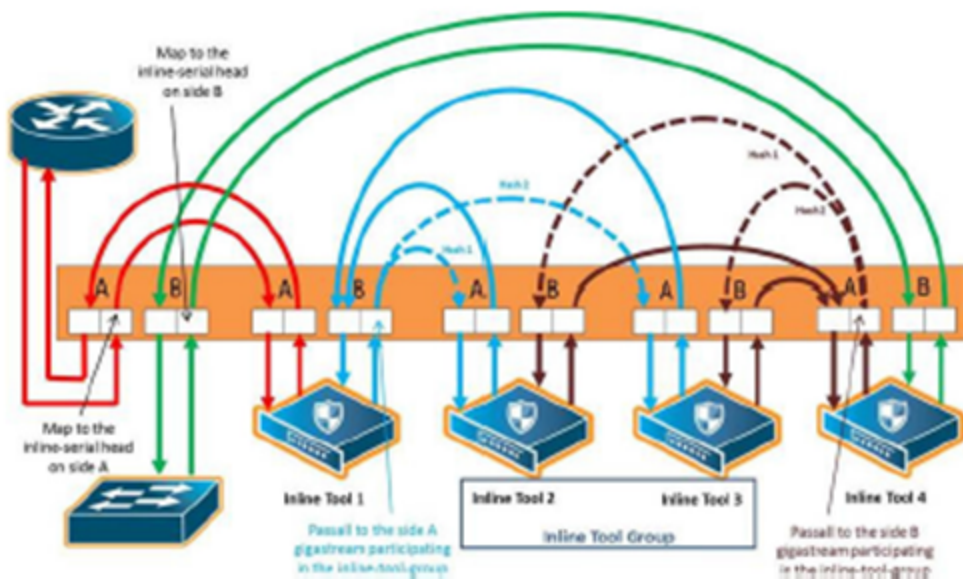 Map to the
inline-serial head
on side B
Hash 1
Hash 2
Hash 2
Hash 1
A
B
A
B
A
B
A
B
A
B
Map to the
inline-serial head
on side A
Inline Tool 1
Inline Tool 2
Inline Tool 3
Inline Tool 4
Inline Tool Group
Passall to the side A
gigastream participating
in the inline-tool-group
Passall to the side B
gigastream participating
in the inline-tool-group